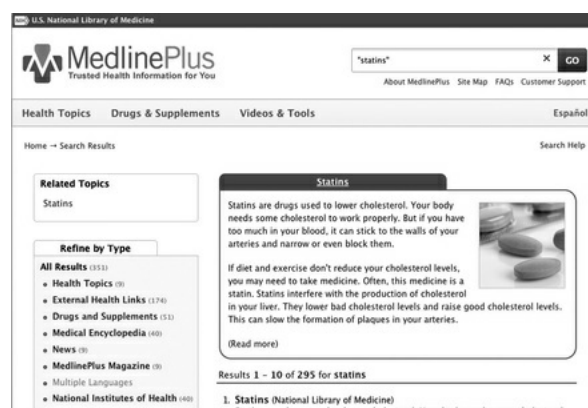 NIH U.S. National Library of Medicine
MedlinePlus
Trusted Health Information for You
"statins" × GO
About MedlinePlus Site Map FAQs Customer Support
Health Topics Drugs & Supplements Videos & Tools Español
Home → Search Results Search Help
Related Topics
Statins
Refine by Type
All Results (351)
• Health Topics (9)
• External Health Links (174)
• Drugs and Supplements (51)
• Medical Encyclopedia (40)
• News (9)
• MedlinePlus Magazine (9)
• Multiple Languages
• National Institutes of Health (40)
Statins
Statins are drugs used to lower cholesterol. Your body
needs some cholesterol to work properly. But if you have
too much in your blood, it can stick to the walls of your
arteries and narrow or even block them.
If diet and exercise don't reduce your cholesterol levels,
you may need to take medicine. Often, this medicine is a
statin. Statins interfere with the production of cholesterol
in your liver. They lower bad cholesterol levels and raise good cholesterol levels.
This can slow the formation of plaques in your arteries.
(Read more)
Results 1 - 10 of 295 for statins
1. Statins (National Library of Medicine)